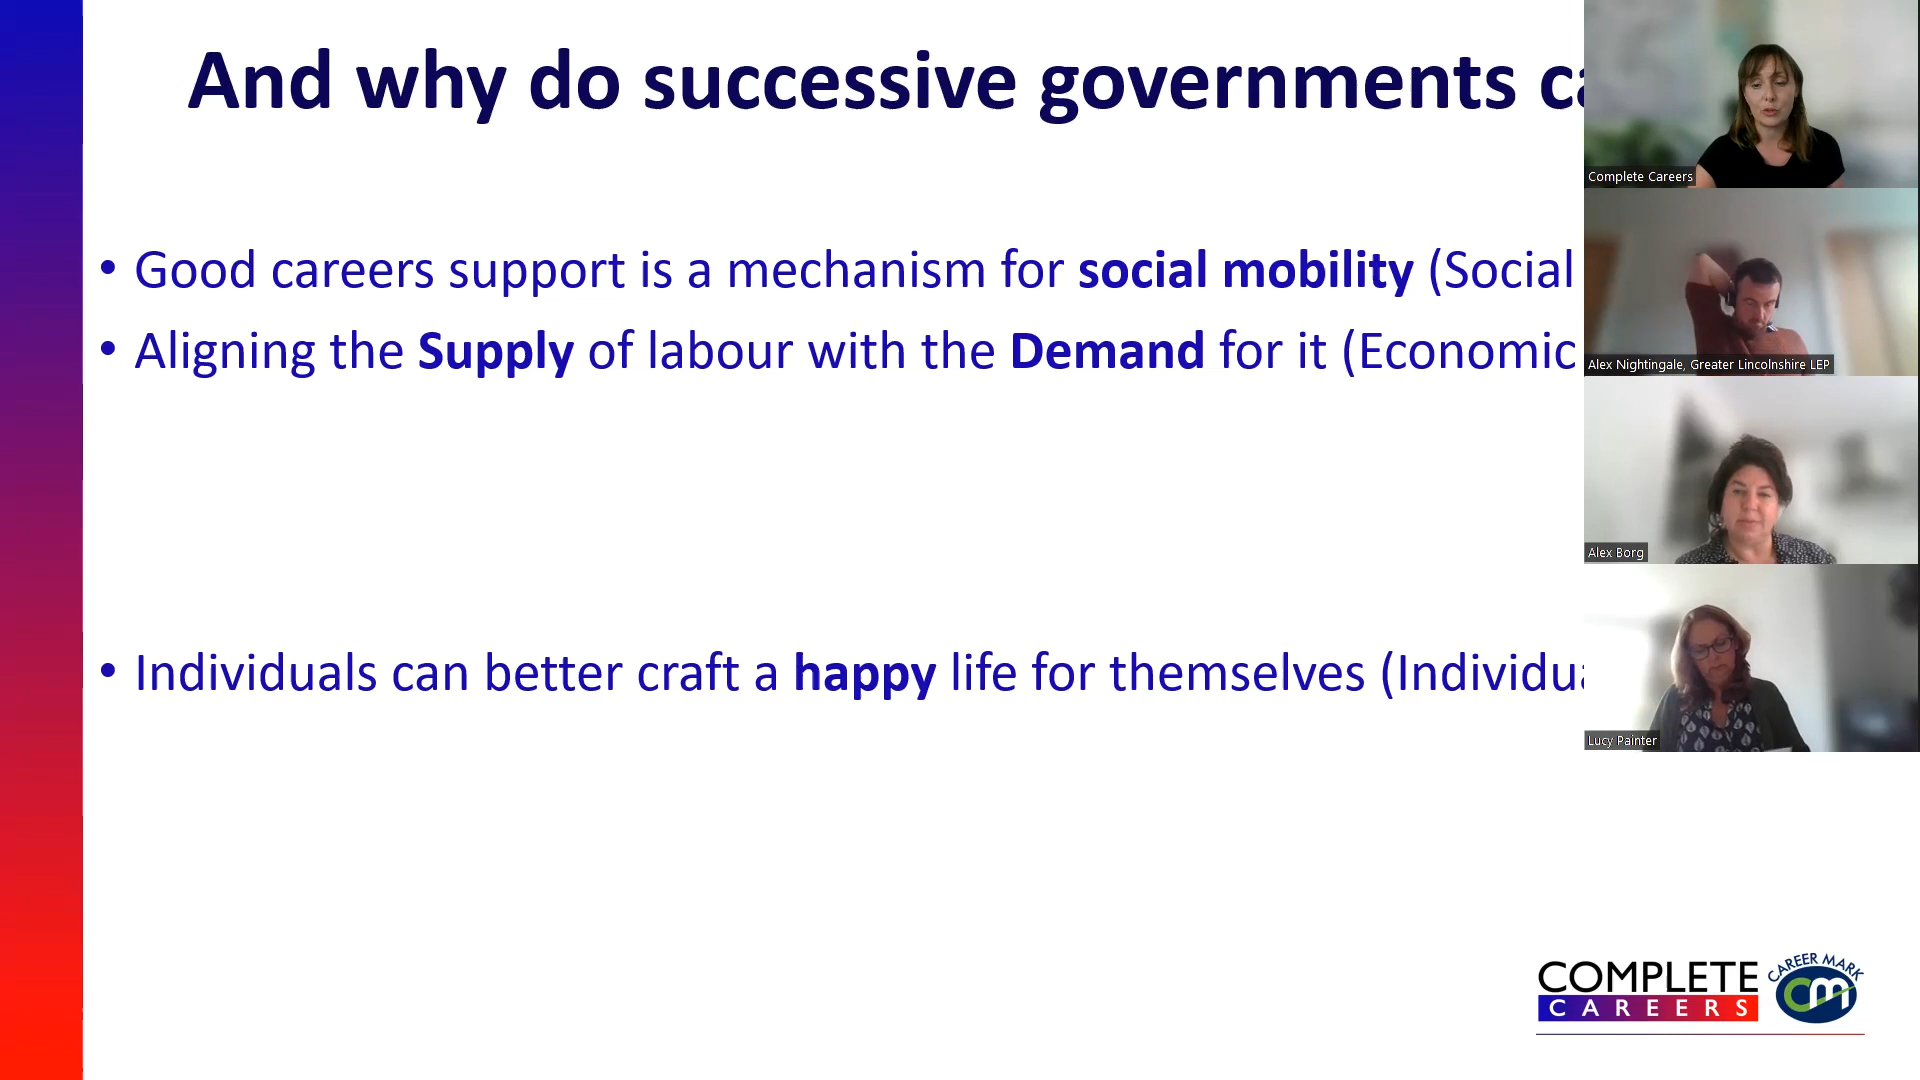 And why do successive governments ca
• Good careers support is a mechanism for social mobility (Social
• Aligning the Supply of labour with the Demand for it (Economic
• Individuals can better craft a happy life for themselves (Individua
Complete Careers
Alex Nightingale, Greater Lincolnshire LEP
Alex Borg
Lucy Painter
COMPLETE
CAREERS
CAREER MARK
cm